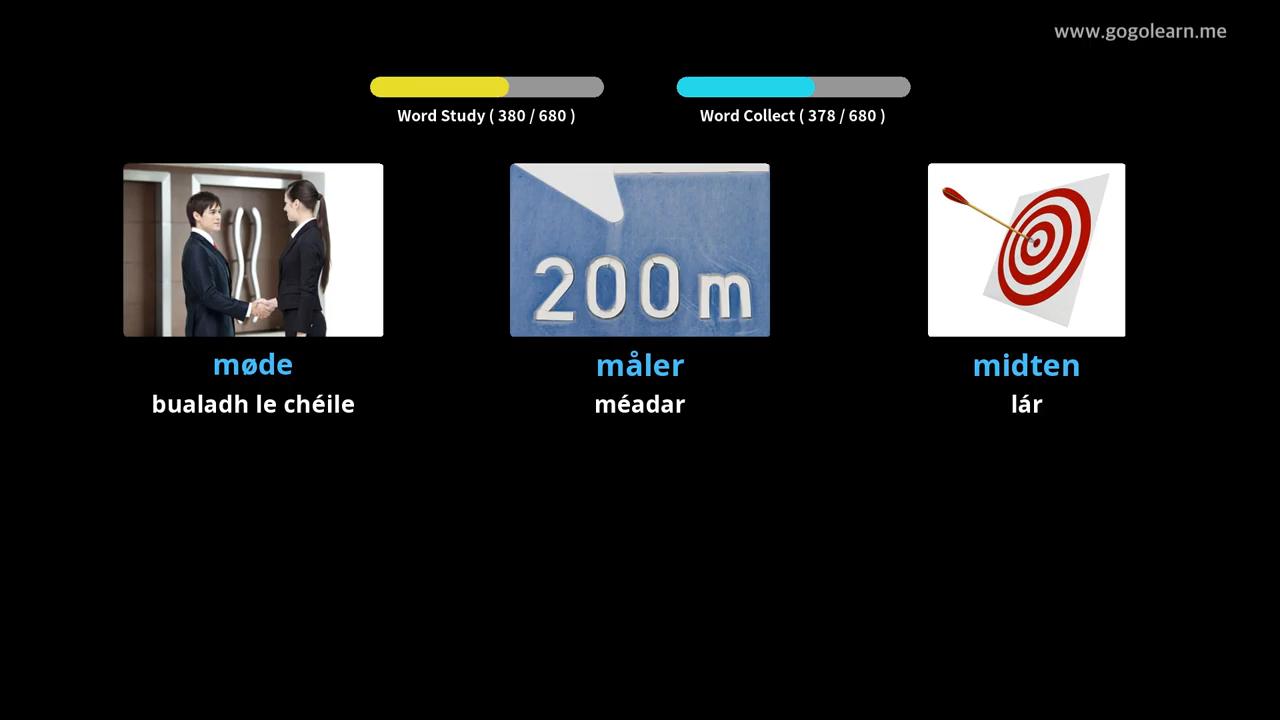 www.gogolearn.me
Word Study ( 380 / 680 )
Word Collect ( 378 / 680 )
200 m
møde
måler
midten
bualadh le chéile
méadar
lár